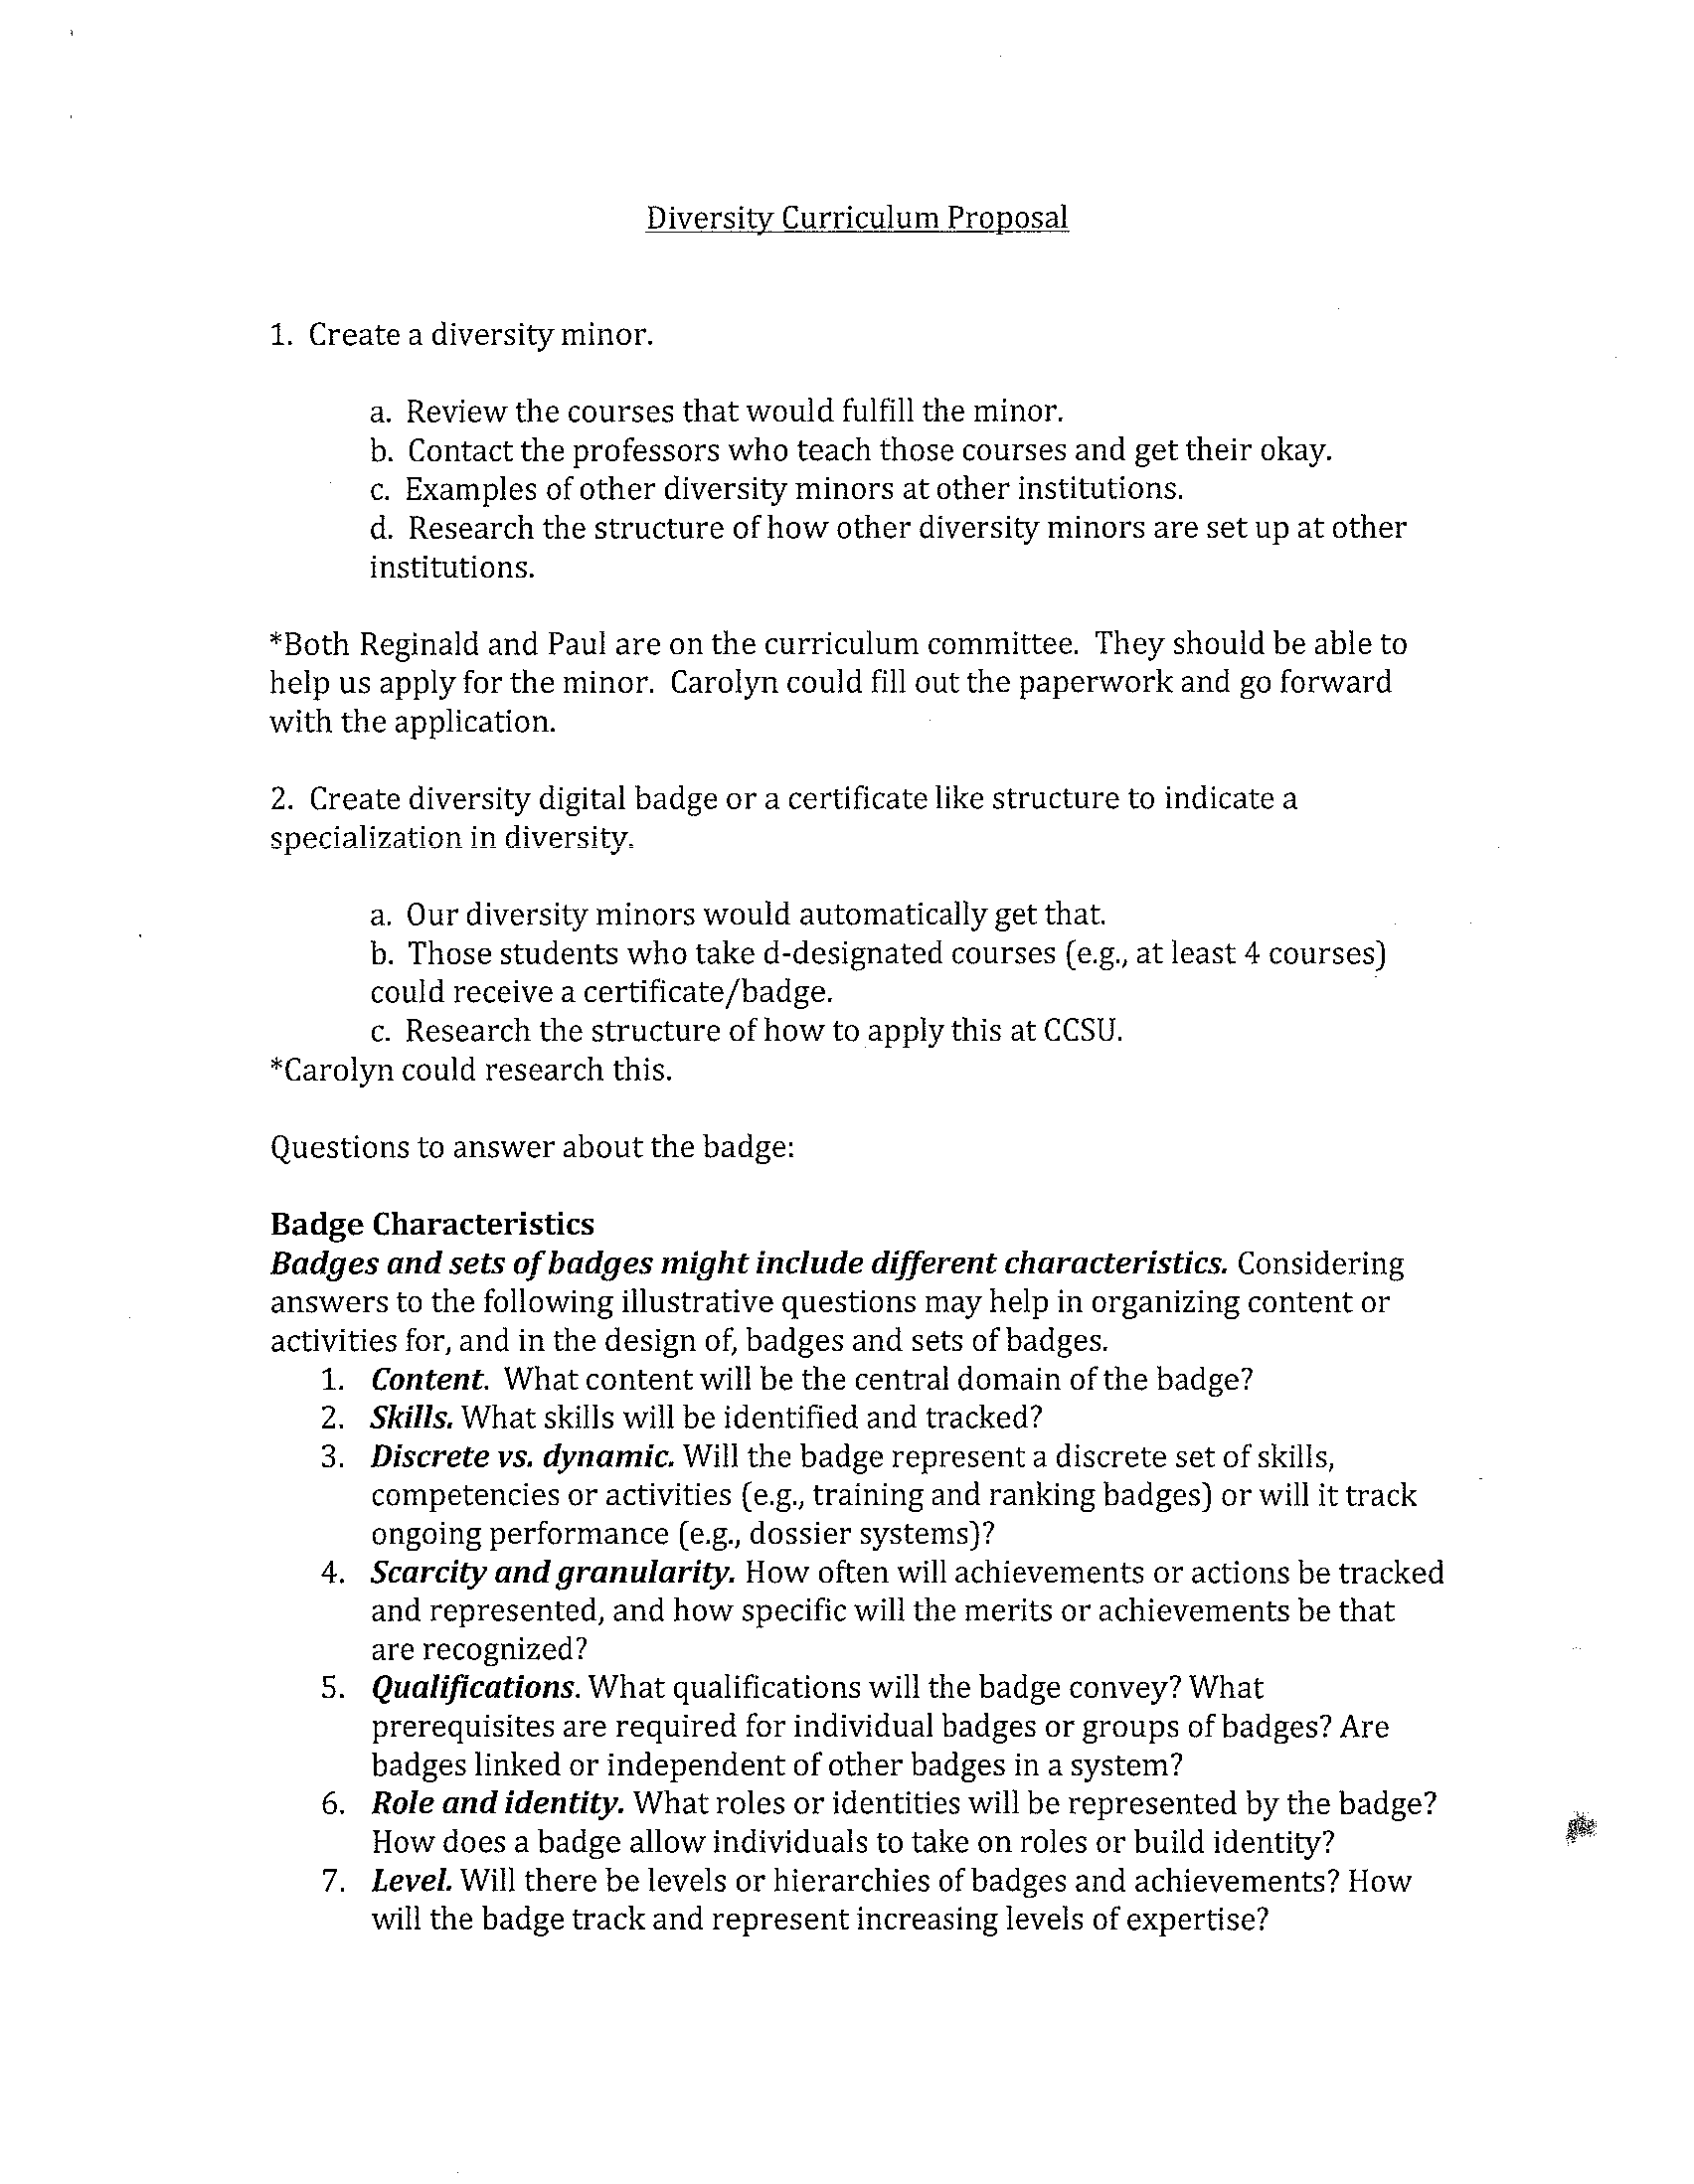 Diversity Curriculum Proposal
1. Create a diversity minor.
a. Review the courses that would fulfill the minor.
b. Contact the professors who teach those courses and get their okay.
c. Examples of other diversity minors at other institutions.
d. Research the structure of how other diversity minors are set up at other
institutions.
*Both Reginald and Paul are on the curriculum committee. They should be able to
help us apply for the minor. Carolyn could fill out the paperwork and go forward
with the application.
2. Create diversity digital badge or a certificate like structure to indicate a
specialization in diversity.
a. Our diversity minors would automatically get that.
b. Those students who take d-designated courses (e.g., at least 4 courses)
could receive a certificate/badge.
c. Research the structure of how to apply this at CCSU.
*Carolyn could research this.
Questions to answer about the badge:
Badge Characteristics
Badges and sets of badges might include different characteristics. Considering
answers to the following illustrative questions may help in organizing content or
activities for, and in the design of, badges and sets of badges.
1. Content. What content will be the central domain of the badge?
2. Skills. What skills will be identified and tracked?
3. Discrete vs. dynamic. Will the badge represent a discrete set of skills,
competencies or activities (e.g., training and ranking badges) or will it track
ongoing performance (e.g., dossier systems)?
4. Scarcity and granularity. How often will achievements or actions be tracked
and represented, and how specific will the merits or achievements be that
are recognized?
5. Qualifications. What qualifications will the badge convey? What
prerequisites are required for individual badges or groups of badges? Are
badges linked or independent of other badges in a system?
6. Role and identity. What roles or identities will be represented by the badge?
How does a badge allow individuals to take on roles or build identity?
7. Level. Will there be levels or hierarchies of badges and achievements? How
will the badge track and represent increasing levels of expertise?